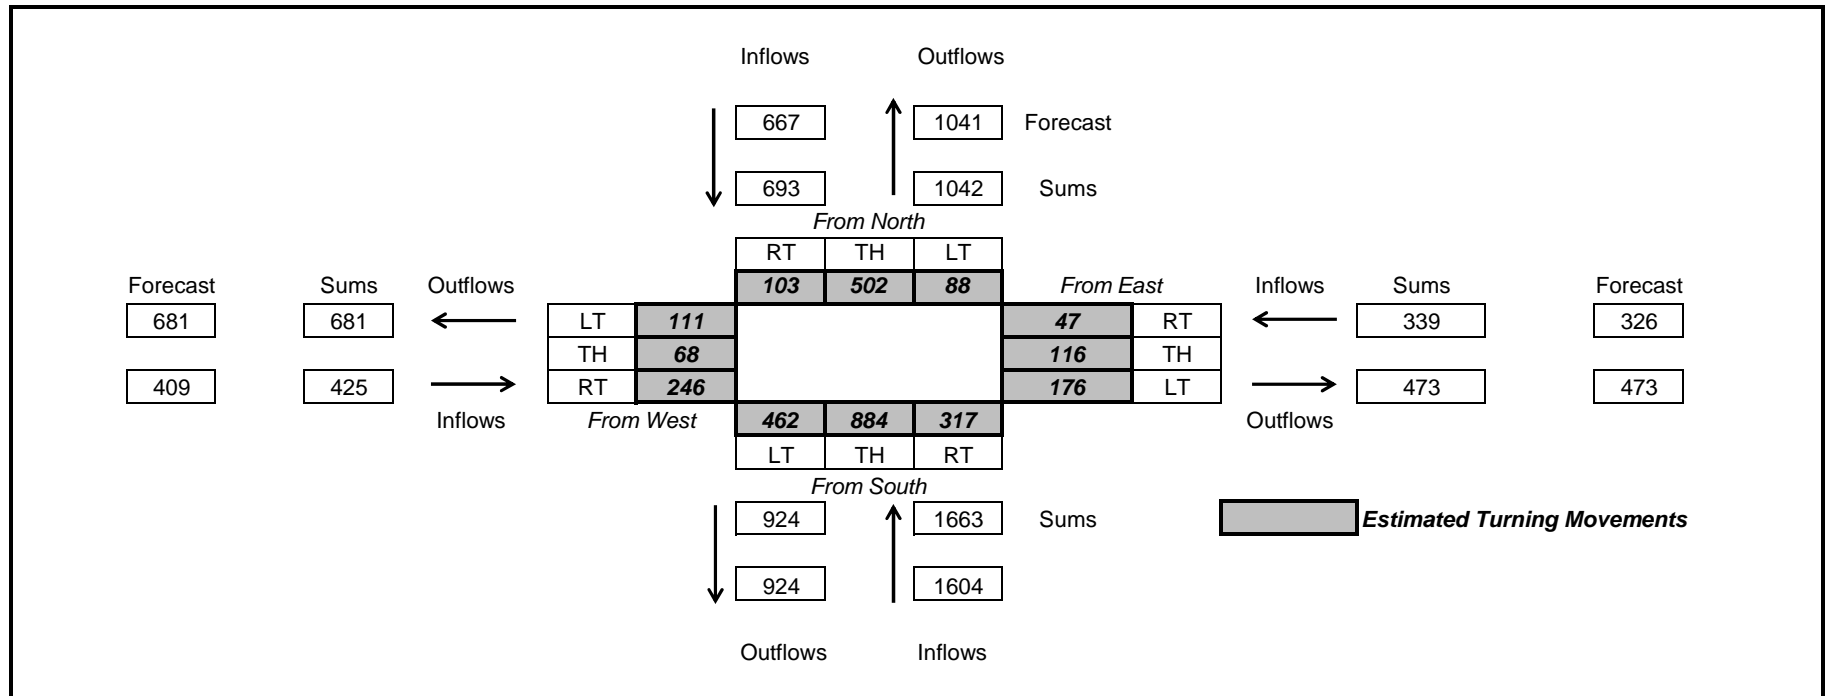 Inflows Outflows
667 1041 Forecast
693 1042 Sums
From North
RT TH LT
Forecast Sums Outflows 103 502 88 From East Inflows Sums Forecast
681 681 LT 111 47 RT 339 326
TH 68 116 TH
409 425 RT 246 176 LT 473 473
Inflows From West 462 884 317 Outflows
LT TH RT
From South
924 1663 Sums Estimated Turning Movements
924 1604
Outflows Inflows